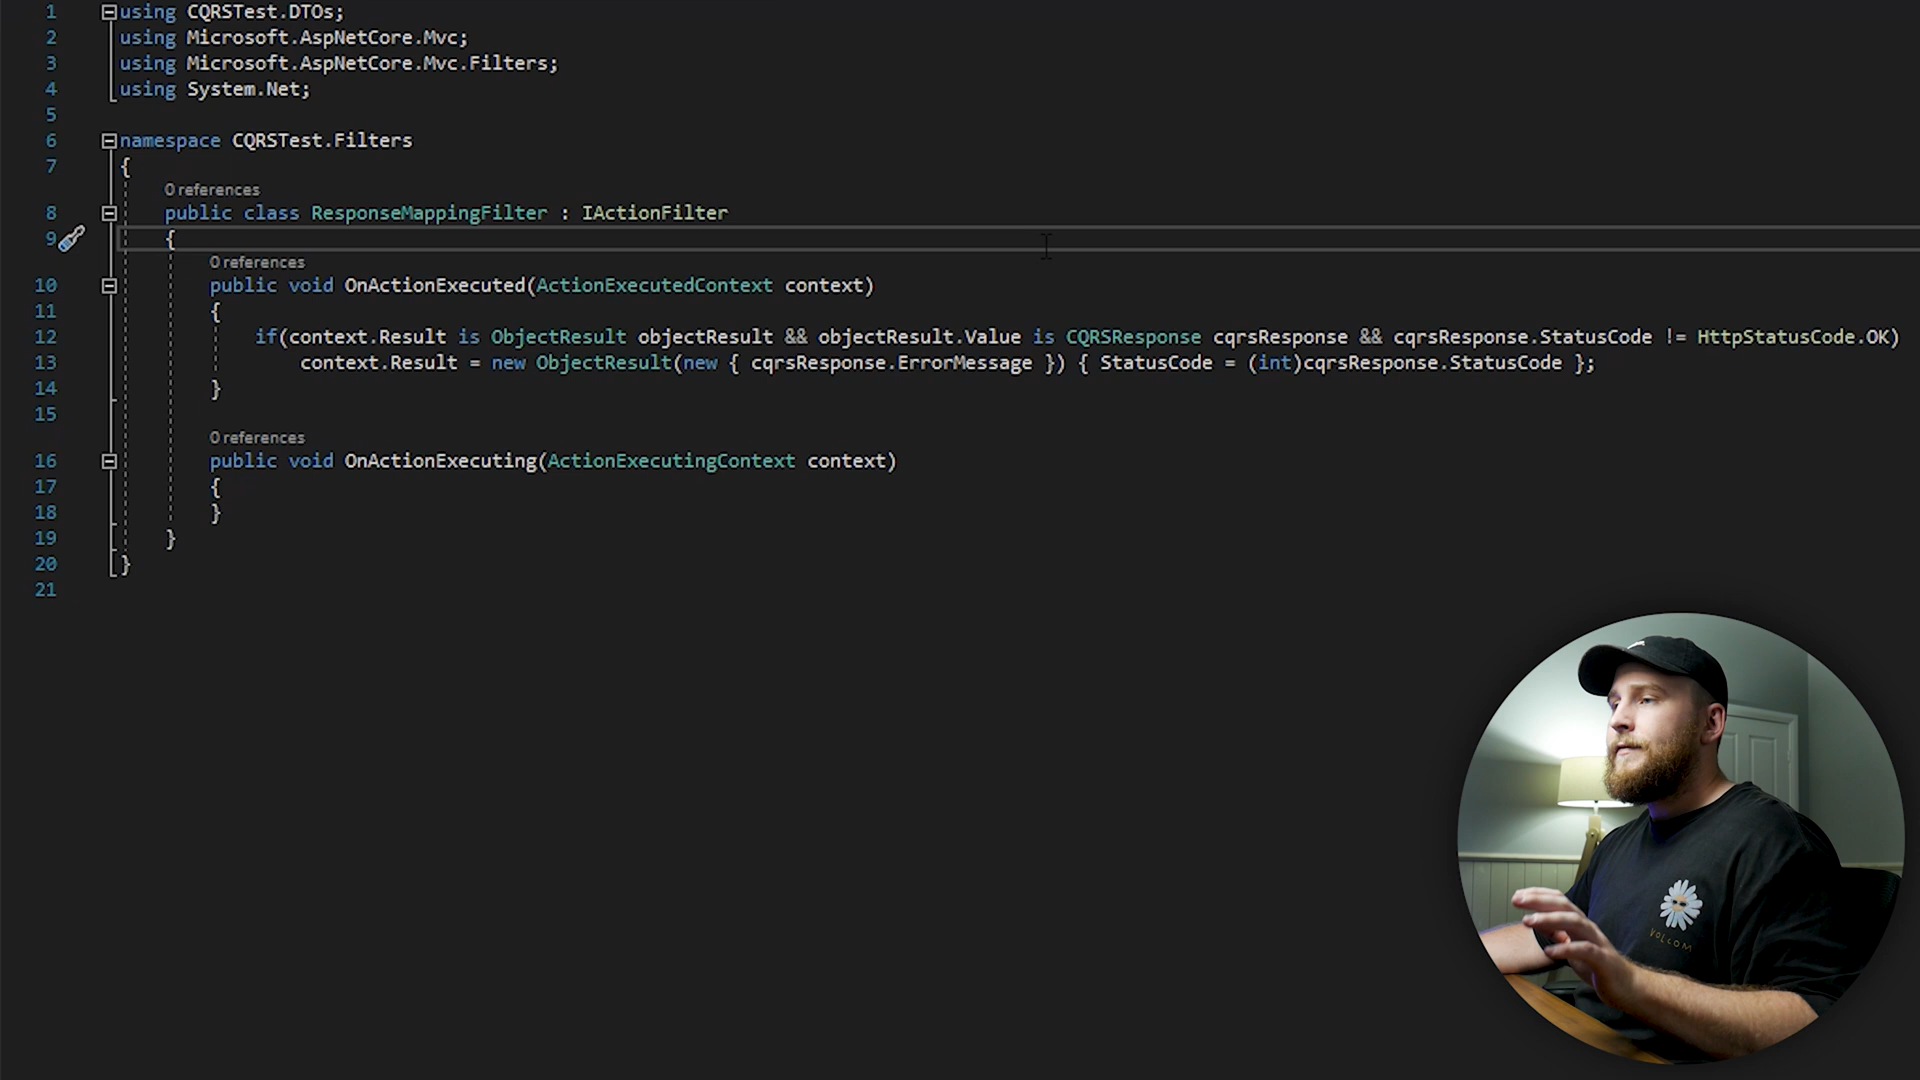 1 using CQRSTest.DTOs;
2 using Microsoft.AspNetCore.Mvc;
3 using Microsoft.AspNetCore.Mvc.Filters;
4 using System.Net;
5
6 namespace CQRSTest.Filters
7 {
0 references
8 public class ResponseMappingFilter : IActionFilter
9 {
0 references
10 public void OnActionExecuted(ActionExecutedContext context)
11 {
12 if(context.Result is ObjectResult objectResult && objectResult.Value is CQRSResponse cqrsResponse && cqrsResponse.StatusCode != HttpStatusCode.OK)
13 context.Result = new ObjectResult(new { cqrsResponse.ErrorMessage }) { StatusCode = (int)cqrsResponse.StatusCode };
14 }
15
0 references
16 public void OnActionExecuting(ActionExecutingContext context)
17 {
18 }
19 }
20 }
21
VOLCOM